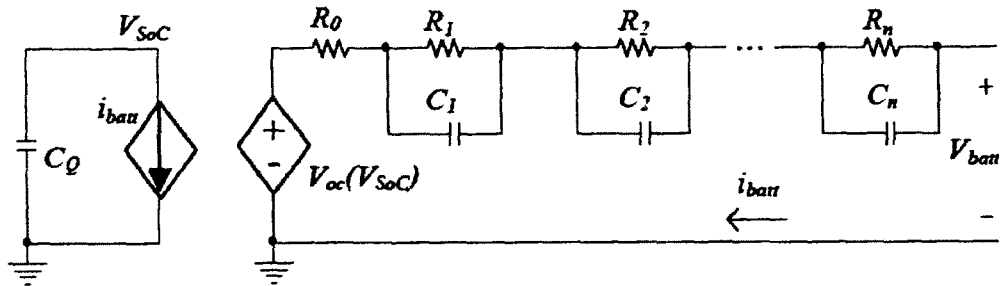 V_SoC
R_0
R_1
R_2
...
R_n
i_batt
C_Q
+
-
V_oc(V_SoC)
C_1
C_2
C_n
+
V_batt
-
i_batt